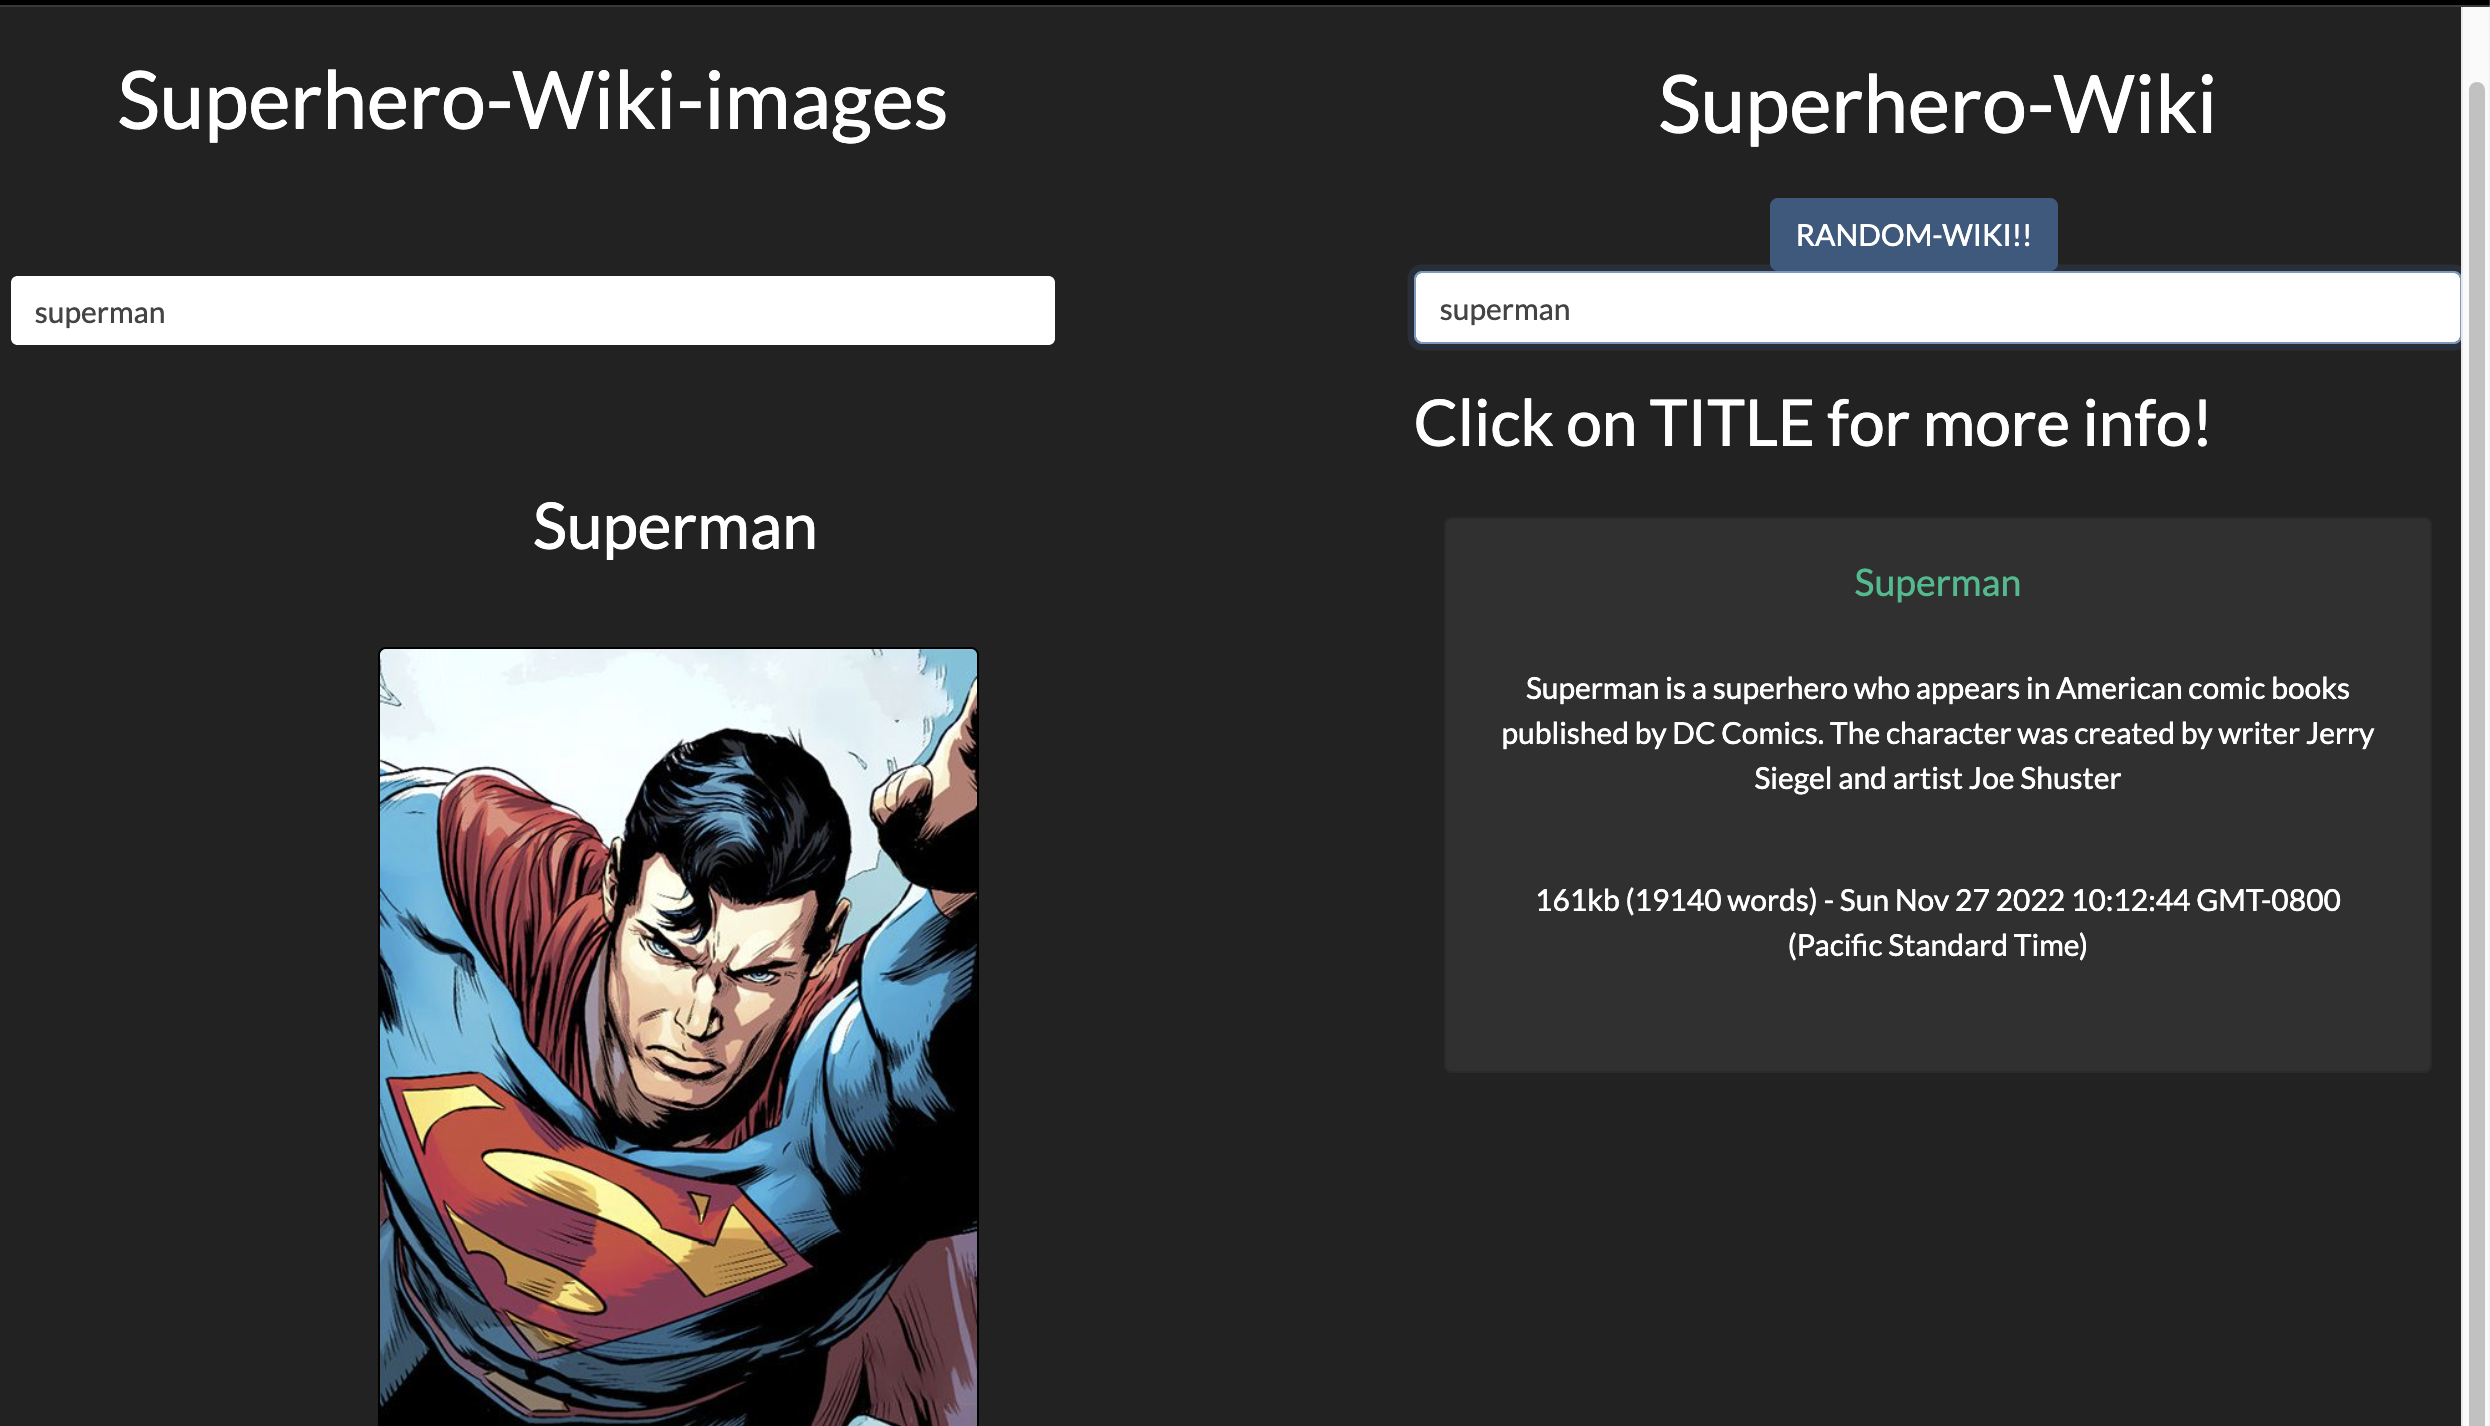 Superhero-Wiki-images
superman
Superman
Superhero-Wiki
RANDOM-WIKI!!
superman
Click on TITLE for more info!
Superman
Superman is a superhero who appears in American comic books
published by DC Comics. The character was created by writer Jerry
Siegel and artist Joe Shuster
161kb (19140 words) - Sun Nov 27 2022 10:12:44 GMT-0800
(Pacific Standard Time)